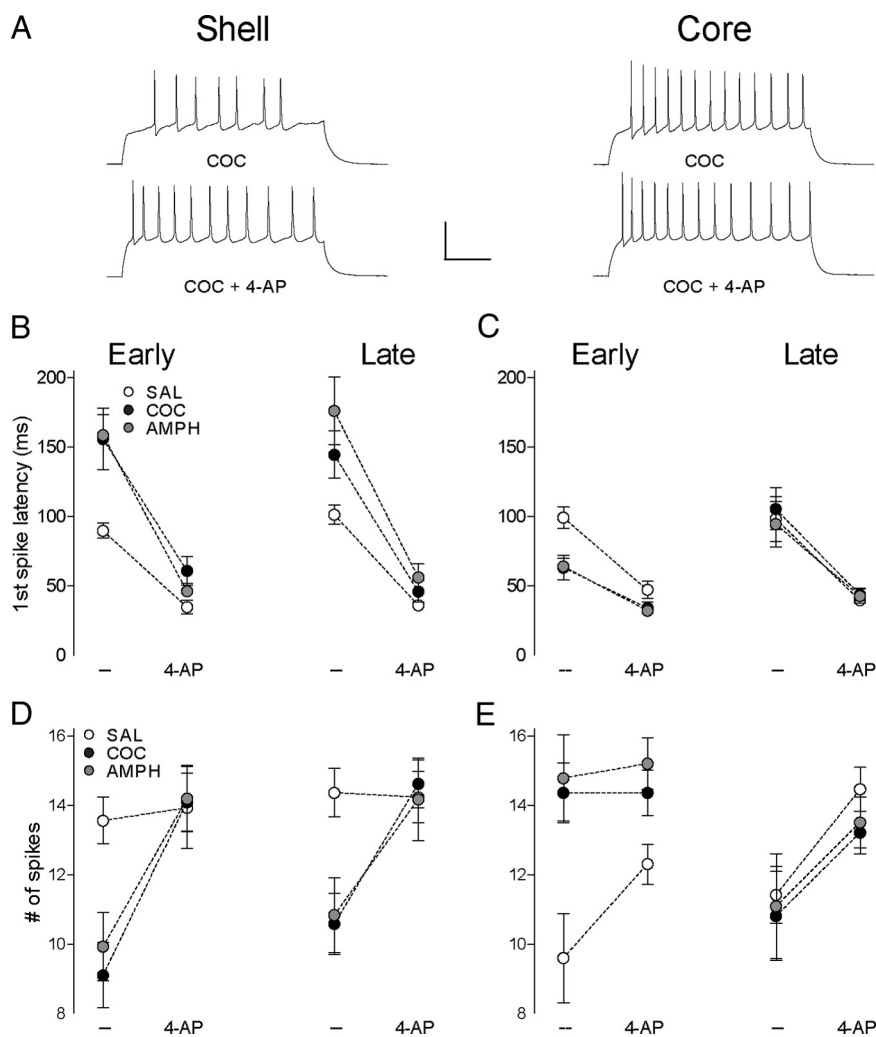 A
Shell
Core
COC
COC
COC + 4-AP
COC + 4-AP
B
Early
Late
C
Early
Late
1st spike latency (ms)
200
150
100
50
0
SAL
COC
AMPH
200
150
100
50
0
– 4-AP
– 4-AP
-- 4-AP
– 4-AP
D
E
# of spikes
16
14
12
10
8
SAL
COC
AMPH
16
14
12
10
8
– 4-AP
– 4-AP
-- 4-AP
– 4-AP